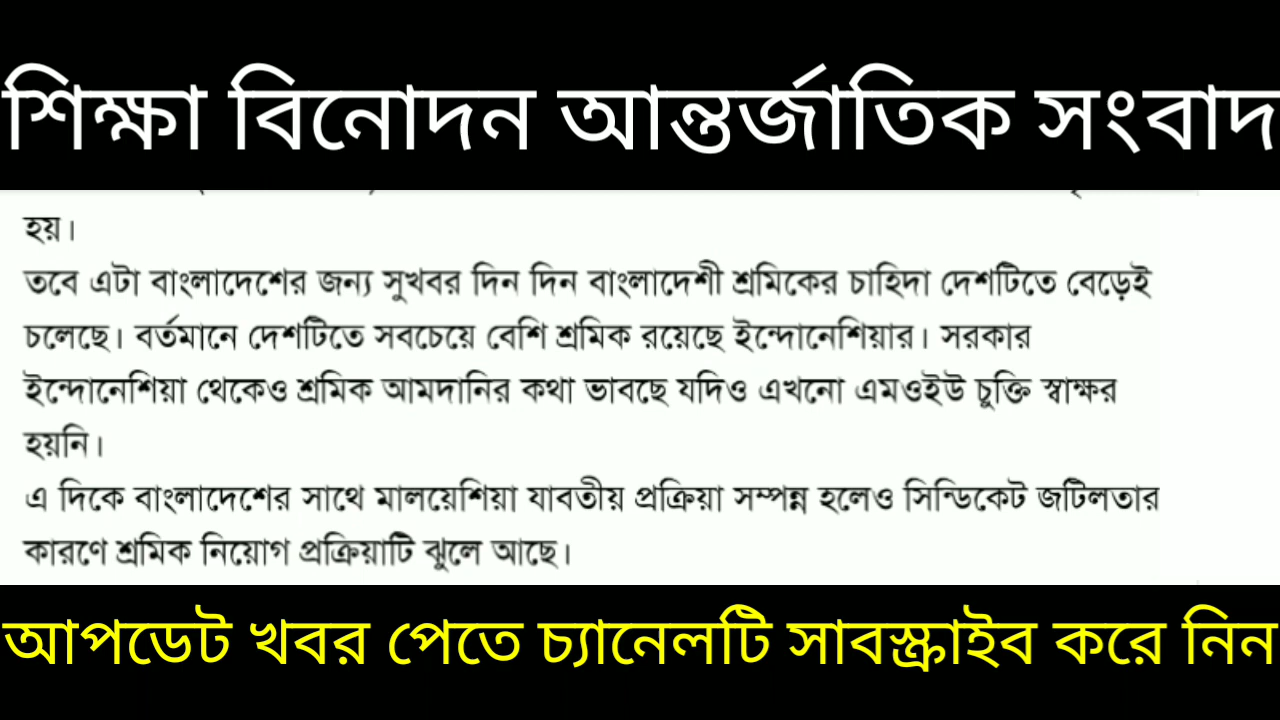 শিক্ষা বিনোদন আন্তর্জাতিক সংবাদ
হয়।
তবে এটা বাংলাদেশের জন্য সুখবর দিন দিন বাংলাদেশী শ্রমিকের চাহিদা দেশটিতে বেড়েই
চলেছে। বর্তমানে দেশটিতে সবচেয়ে বেশি শ্রমিক রয়েছে ইন্দোনেশিয়ার। সরকার
ইন্দোনেশিয়া থেকেও শ্রমিক আমদানির কথা ভাবছে যদিও এখনো এমওইউ চুক্তি স্বাক্ষর
হয়নি।
এ দিকে বাংলাদেশের সাথে মালয়েশিয়া যাবতীয় প্রক্রিয়া সম্পন্ন হলেও সিন্ডিকেট জটিলতার
কারণে শ্রমিক নিয়োগ প্রক্রিয়াটি ঝুলে আছে।
আপডেট খবর পেতে চ্যানেলটি সাবস্ক্রাইব করে নিন